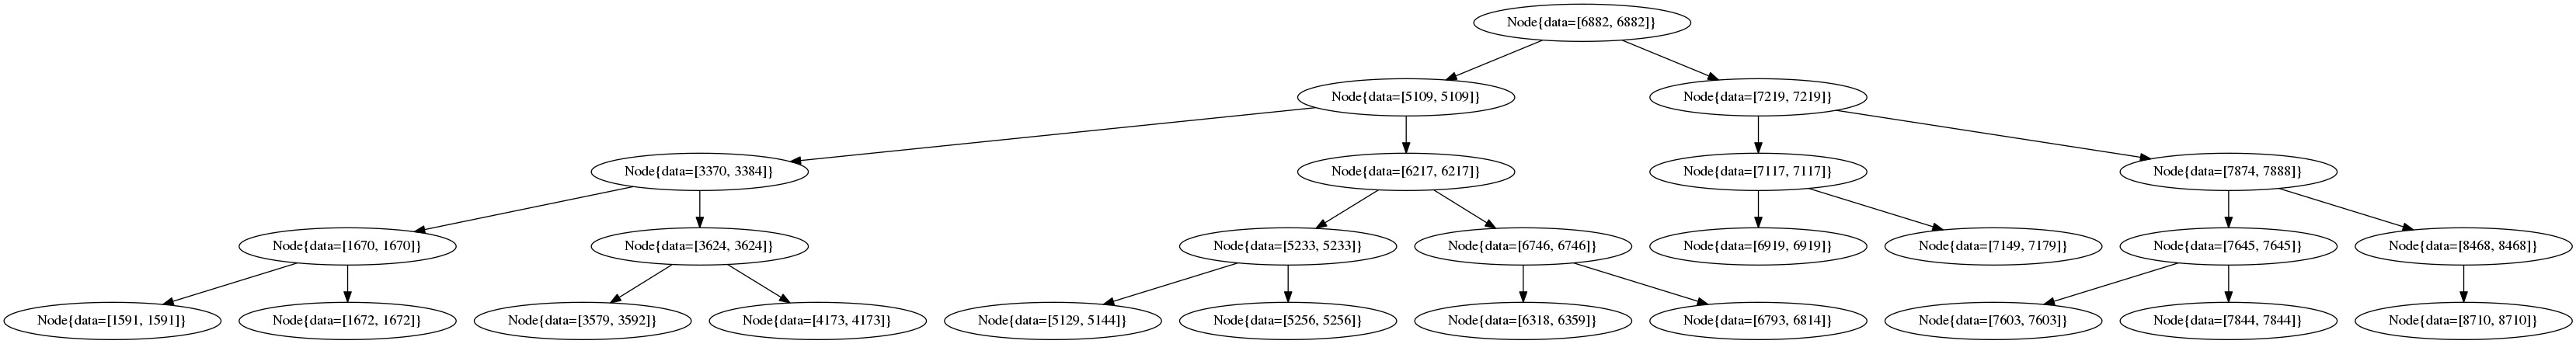 Node{data=[6882, 6882]}
Node{data=[5109, 5109]}
Node{data=[7219, 7219]}
Node{data=[3370, 3384]}
Node{data=[6217, 6217]}
Node{data=[7117, 7117]}
Node{data=[7874, 7888]}
Node{data=[1670, 1670]}
Node{data=[3624, 3624]}
Node{data=[5233, 5233]}
Node{data=[6746, 6746]}
Node{data=[6919, 6919]}
Node{data=[7149, 7179]}
Node{data=[7645, 7645]}
Node{data=[8468, 8468]}
Node{data=[1591, 1591]}
Node{data=[1672, 1672]}
Node{data=[3579, 3592]}
Node{data=[4173, 4173]}
Node{data=[5129, 5144]}
Node{data=[5256, 5256]}
Node{data=[6318, 6359]}
Node{data=[6793, 6814]}
Node{data=[7603, 7603]}
Node{data=[7844, 7844]}
Node{data=[8710, 8710]}